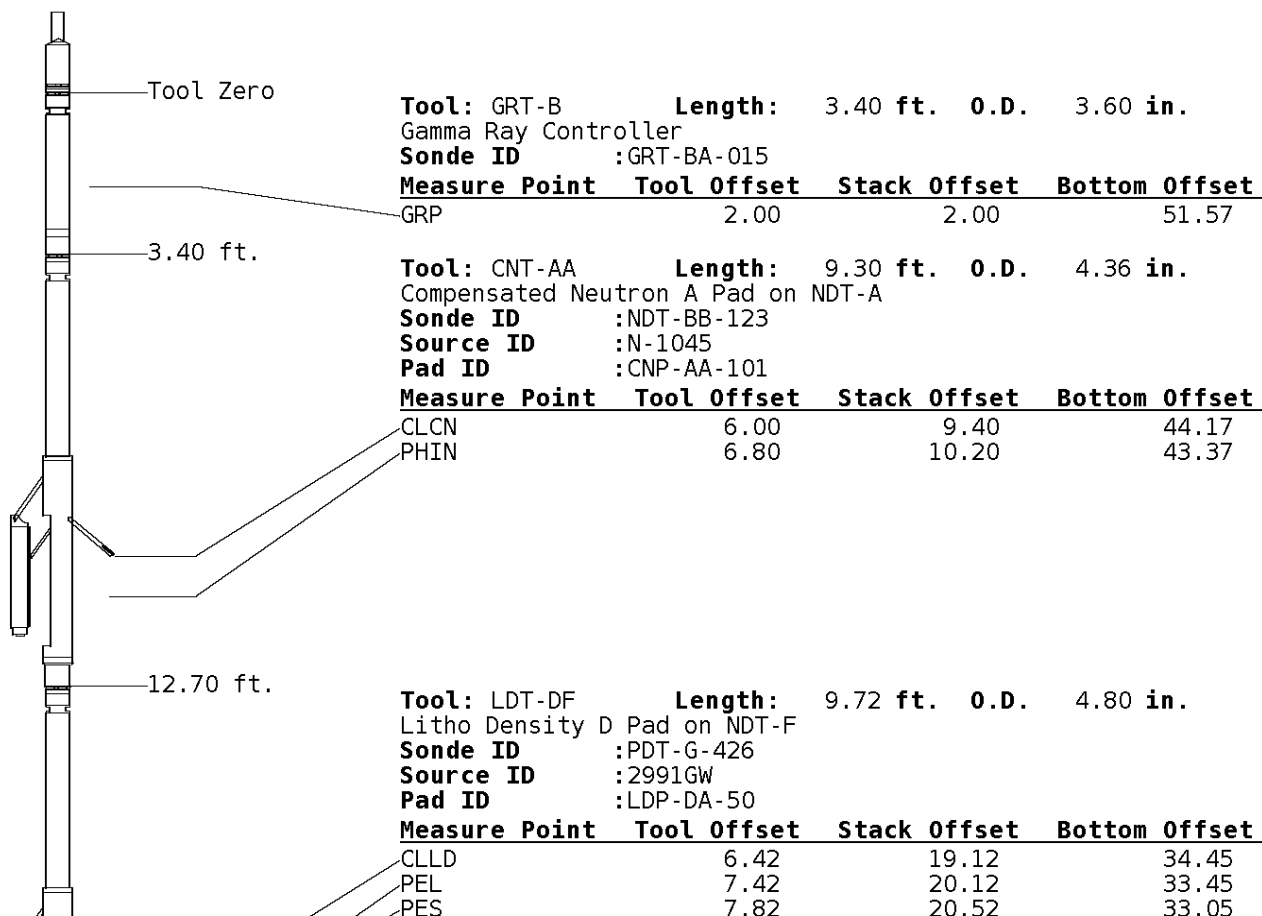 Tool Zero
Tool: GRT-B Length: 3.40 ft. O.D. 3.60 in.
Gamma Ray Controller
Sonde ID :GRT-BA-015
Measure Point Tool Offset Stack Offset Bottom Offset
GRP 2.00 2.00 51.57
3.40 ft.
Tool: CNT-AA Length: 9.30 ft. O.D. 4.36 in.
Compensated Neutron A Pad on NDT-A
Sonde ID :NDT-BB-123
Source ID :N-1045
Pad ID :CNP-AA-101
Measure Point Tool Offset Stack Offset Bottom Offset
CLCN 6.00 9.40 44.17
PHIN 6.80 10.20 43.37
12.70 ft.
Tool: LDT-DF Length: 9.72 ft. O.D. 4.80 in.
Litho Density D Pad on NDT-F
Sonde ID :PDT-G-426
Source ID :2991GW
Pad ID :LDP-DA-50
Measure Point Tool Offset Stack Offset Bottom Offset
CLLD 6.42 19.12 34.45
PEL 7.42 20.12 33.45
PES 7.82 20.52 33.05